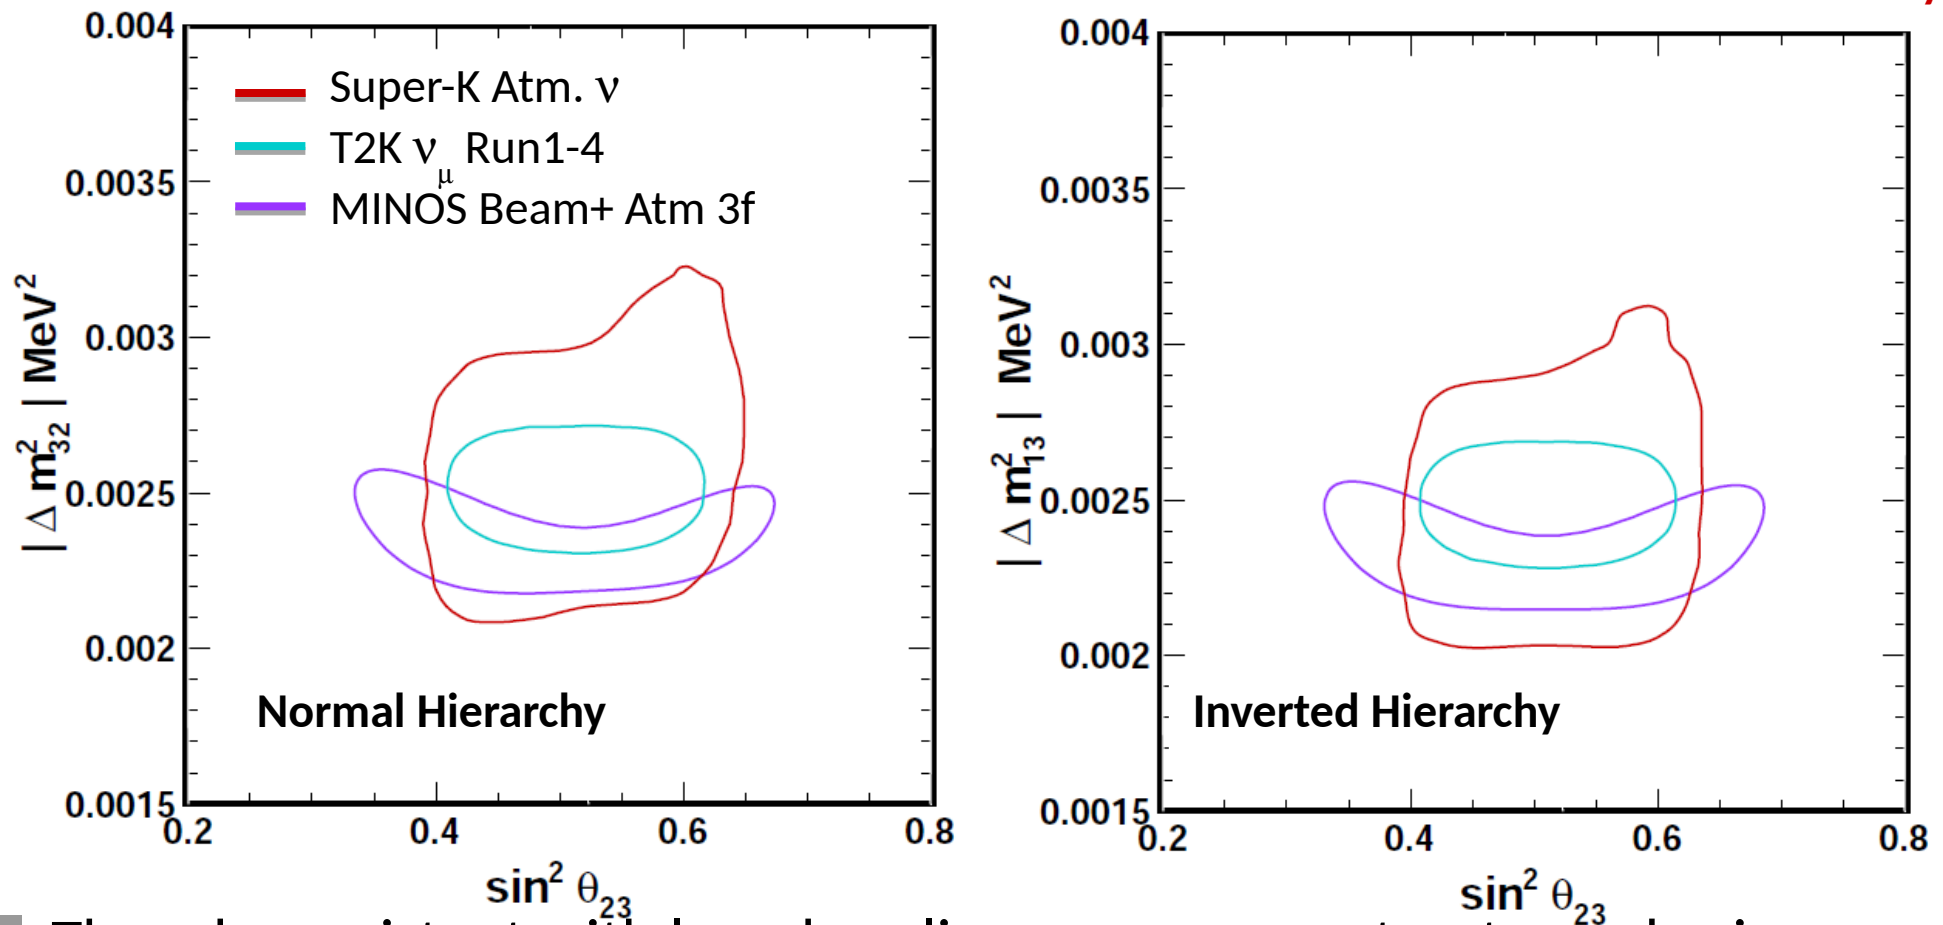 0.004
0.0035
0.003
0.0025
0.002
0.0015
0.2
0.4
0.6
0.8
Super-K Atm. ν
T2K νμ Run1-4
MINOS Beam+ Atm 3f
| Δ m²32 | MeV²
Normal Hierarchy
sin² θ23
0.004
0.0035
0.003
0.0025
0.002
0.0015
0.2
0.4
0.6
0.8
| Δ m²13 | MeV²
Inverted Hierarchy
sin² θ23